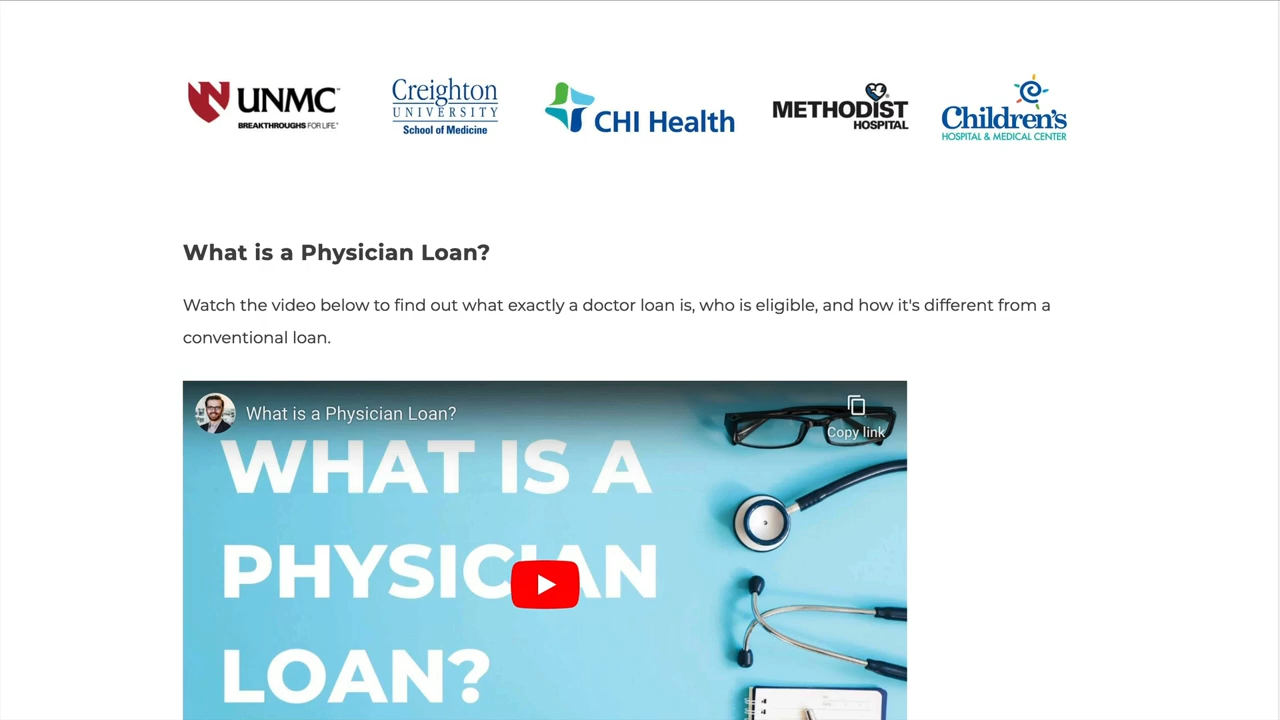 UNMC
BREAKTHROUGHS FOR LIFE.®
Creighton
UNIVERSITY
School of Medicine
CHI Health
METHODIST
HOSPITAL
Children's
HOSPITAL & MEDICAL CENTER
What is a Physician Loan?
Watch the video below to find out what exactly a doctor loan is, who is eligible, and how it's different from a
conventional loan.
What is a Physician Loan?
Copy link
WHAT IS A
PHYSICIAN
LOAN?